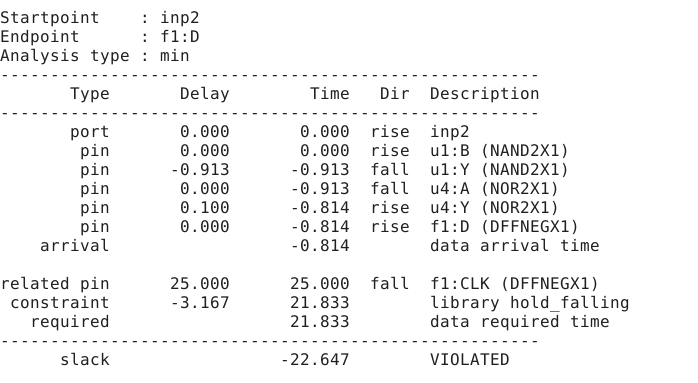 Startpoint    : inp2
Endpoint      : f1:D
Analysis type : min
------------------------------------------------------
       Type       Delay        Time   Dir  Description
------------------------------------------------------
       port       0.000       0.000  rise  inp2
        pin       0.000       0.000  rise  u1:B (NAND2X1)
        pin      -0.913      -0.913  fall  u1:Y (NAND2X1)
        pin       0.000      -0.913  fall  u4:A (NOR2X1)
        pin       0.100      -0.814  rise  u4:Y (NOR2X1)
        pin       0.000      -0.814  rise  f1:D (DFFNEGX1)
    arrival                  -0.814        data arrival time

related pin      25.000      25.000  fall  f1:CLK (DFFNEGX1)
 constraint      -3.167      21.833        library hold_falling
   required                  21.833        data required time
------------------------------------------------------
      slack                 -22.647        VIOLATED